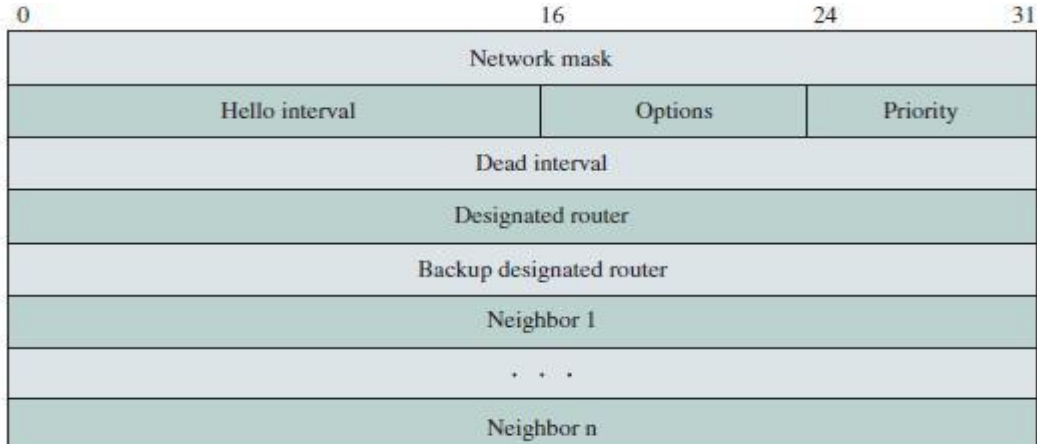 0 16 24 31
Network mask
Hello interval Options Priority
Dead interval
Designated router
Backup designated router
Neighbor 1
. . .
Neighbor n